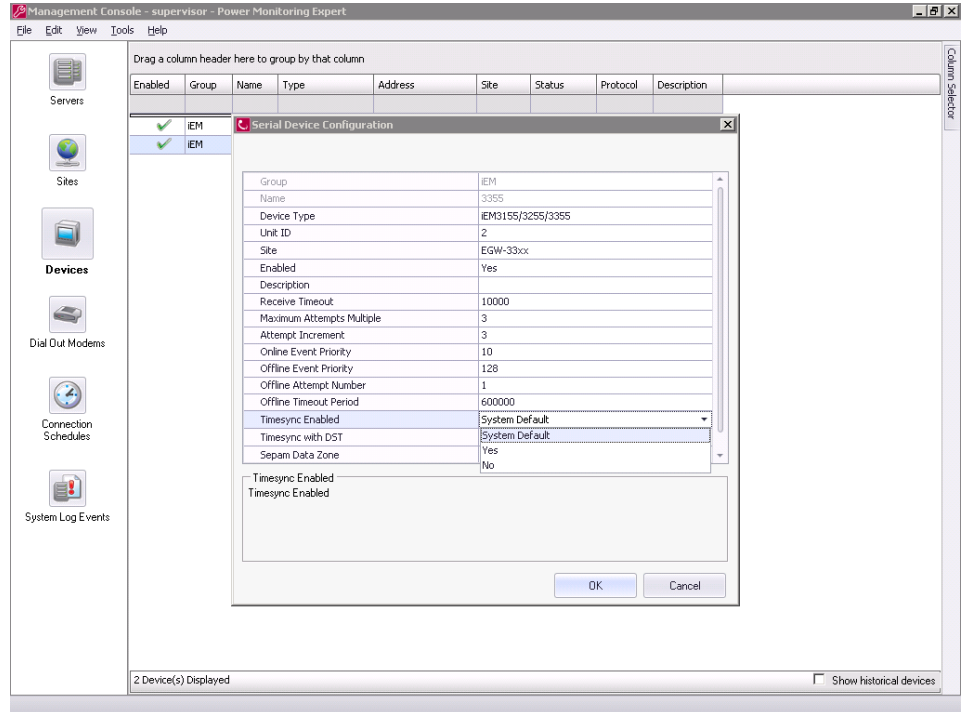 Management Console - supervisor - Power Monitoring Expert
File Edit View Tools Help
Servers
Sites
Devices
Dial Out Modems
Connection
Schedules
System Log Events
Drag a column header here to group by that column
Enabled Group Name Type Address Site Status Protocol Description
Column Selector
iEM
iEM
Serial Device Configuration
Group iEM
Name 3355
Device Type iEM3155/3255/3355
Unit ID 2
Site EGW-33xx
Enabled Yes
Description
Receive Timeout 10000
Maximum Attempts Multiple 3
Attempt Increment 3
Online Event Priority 10
Offline Event Priority 128
Offline Attempt Number 1
Offline Timeout Period 600000
Timesync Enabled System Default
Timesync with DST System Default
Sepam Data Zone Yes
No
Timesync Enabled
Timesync Enabled
OK Cancel
2 Device(s) Displayed Show historical devices